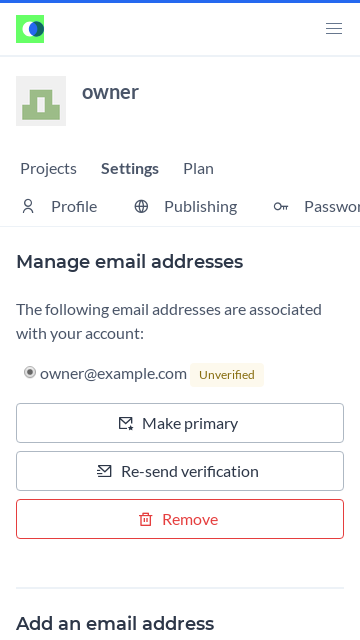 owner
Projects Settings Plan
Profile Publishing Passwor
Manage email addresses
The following email addresses are associated
with your account:
owner@example.com Unverified
Make primary
Re-send verification
Remove
Add an email address